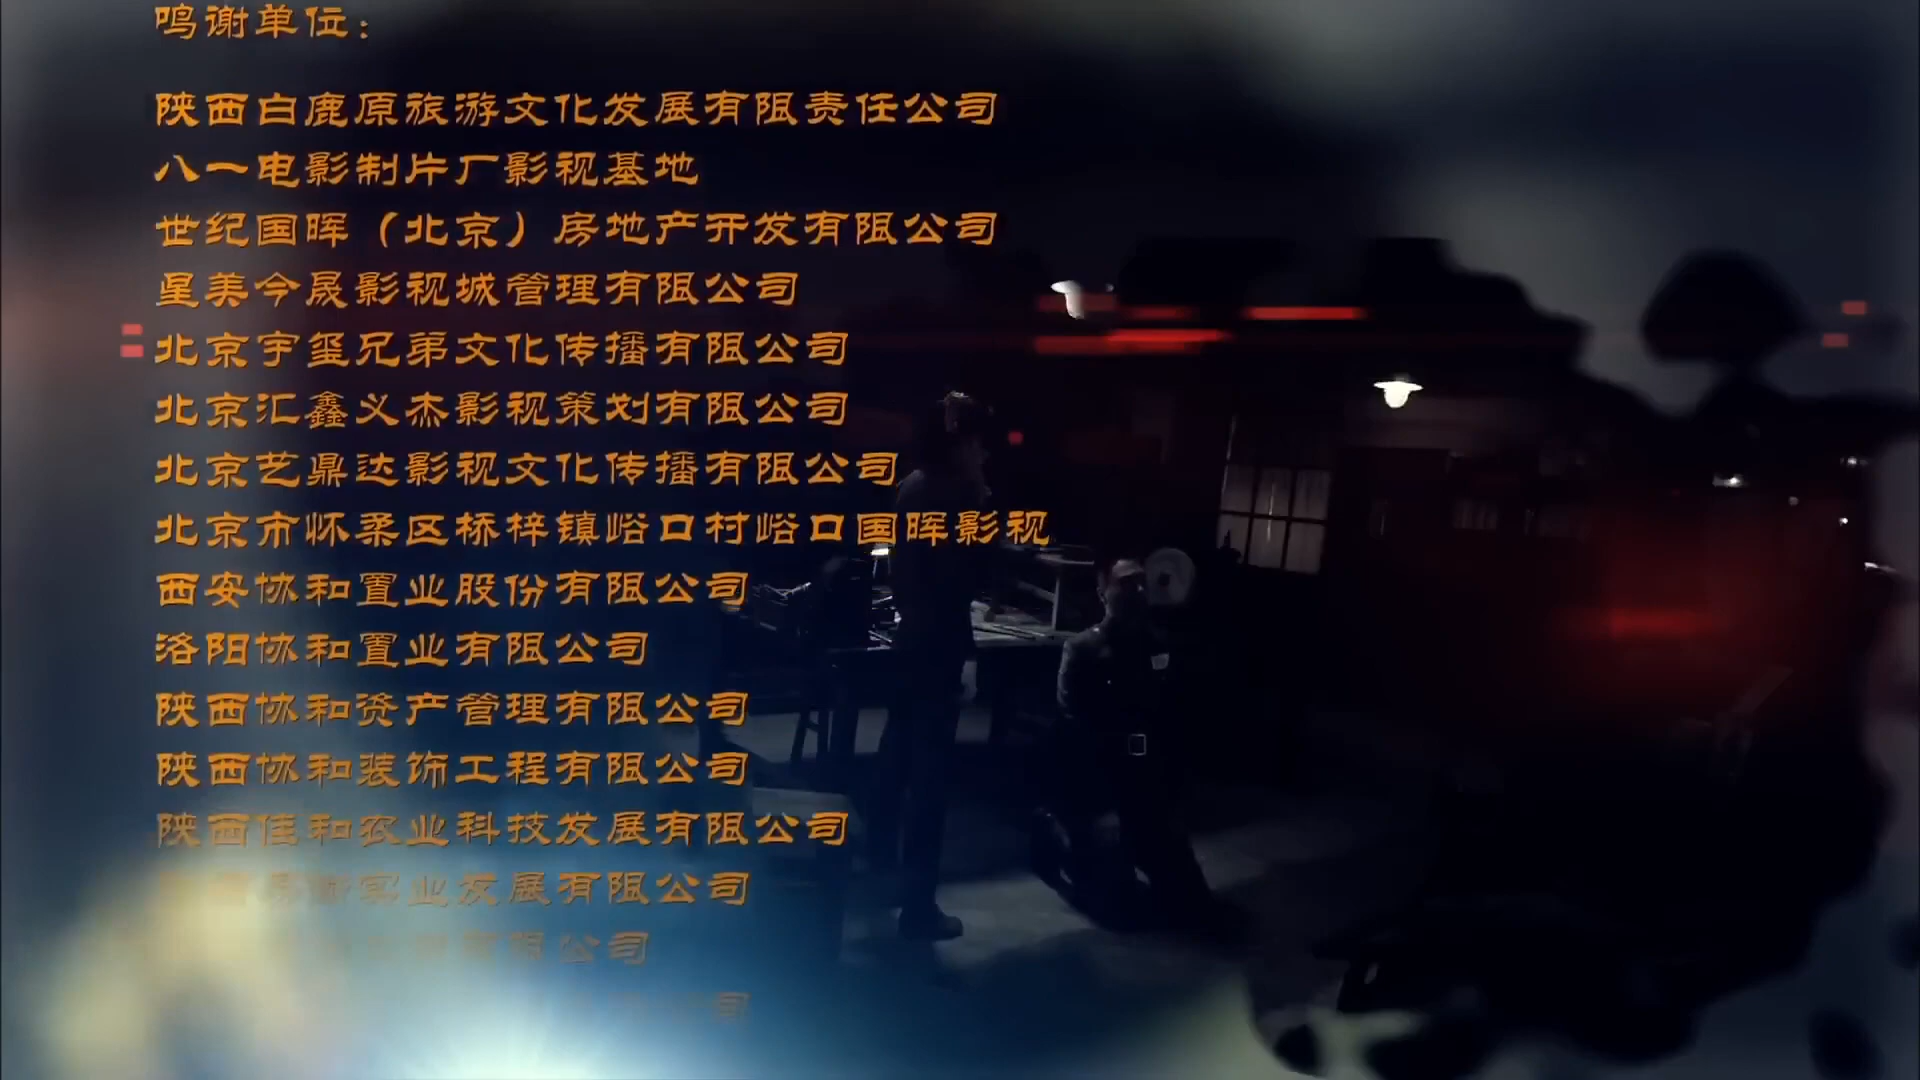 鸣谢单位：
陕西白鹿原旅游文化发展有限责任公司
八一电影制片厂影视基地
世纪国晖（北京）房地产开发有限公司
星美今晟影视城管理有限公司
北京宇玺兄弟文化传播有限公司
北京汇鑫义杰影视策划有限公司
北京艺鼎达影视文化传播有限公司
北京市怀柔区桥梓镇峪口村峪口国晖影视
西安协和置业股份有限公司
洛阳协和置业有限公司
陕西协和资产管理有限公司
陕西协和装饰工程有限公司
陕西佳和农业科技发展有限公司
实业发展有限公司
有限公司
公司